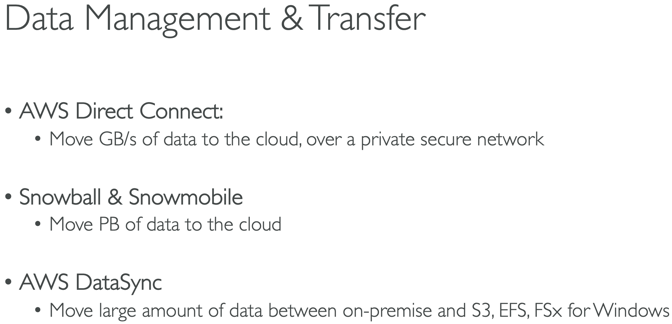 Data Management & Transfer
• AWS Direct Connect:
• Move GB/s of data to the cloud, over a private secure network
• Snowball & Snowmobile
• Move PB of data to the cloud
• AWS DataSync
• Move large amount of data between on-premise and S3, EFS, FSx for Windows